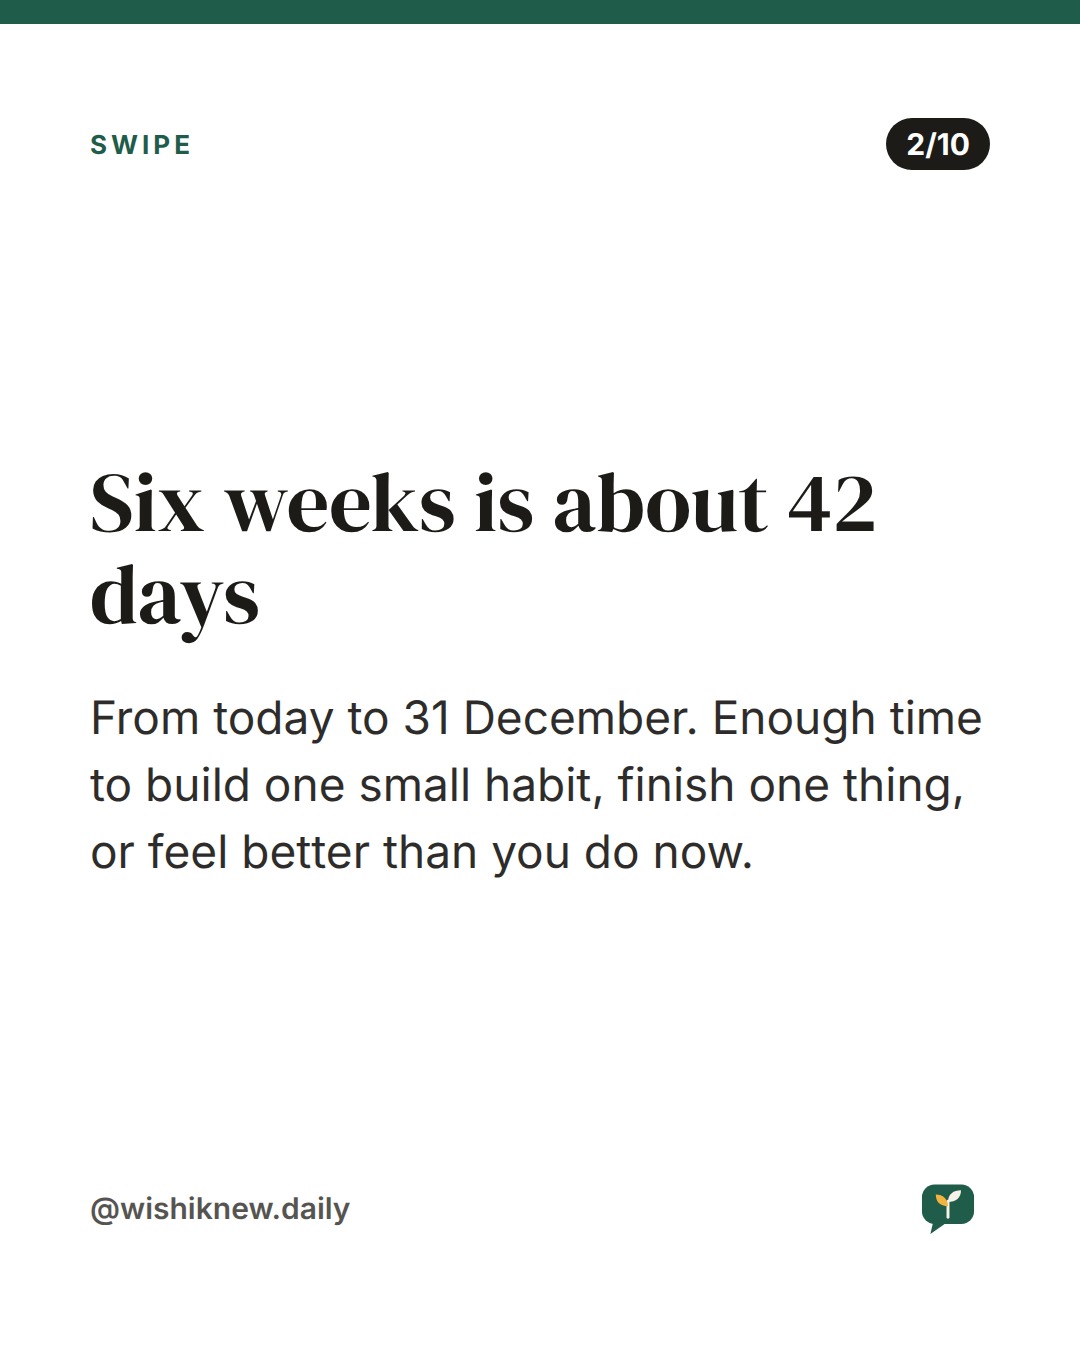 SWIPE
2/10
Six weeks is about 42
days
From today to 31 December. Enough time
to build one small habit, finish one thing,
or feel better than you do now.
@wishiknew.daily